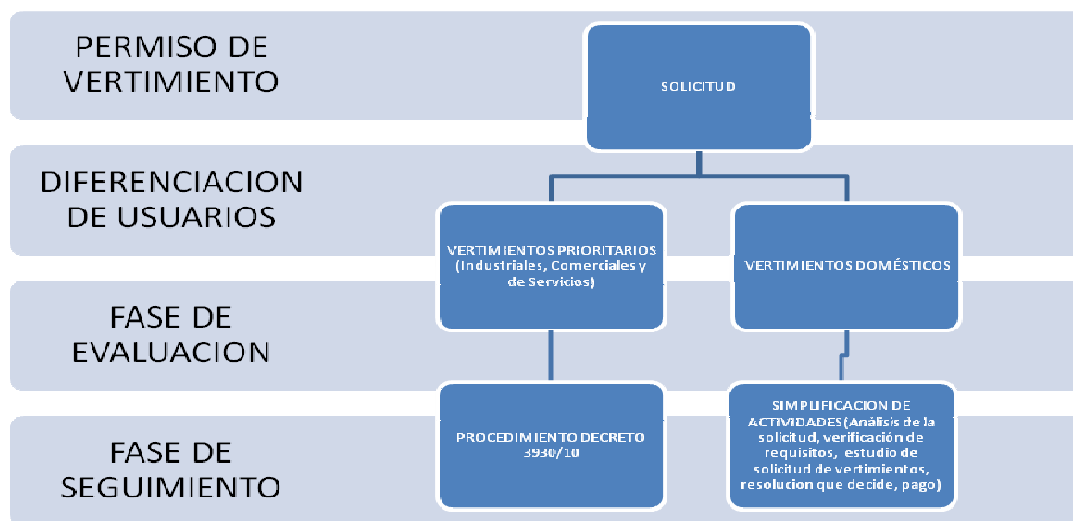 PERMISO DE
VERTIMIENTO
SOLICITUD
DIFERENCIACION
DE USUARIOS
VERTIMIENTOS PRIORITARIOS
(Industriales, Comerciales y
de Servicios)
VERTIMIENTOS DOMÉSTICOS
FASE DE
EVALUACION
PROCEDIMIENTO DECRETO
3930/10
SIMPLIFICACION DE
ACTIVIDADES(Análisis de la
solicitud, verificación de
requisitos, estudio de
solicitud de vertimientos,
resolucion que decide, pago)
FASE DE
SEGUIMIENTO